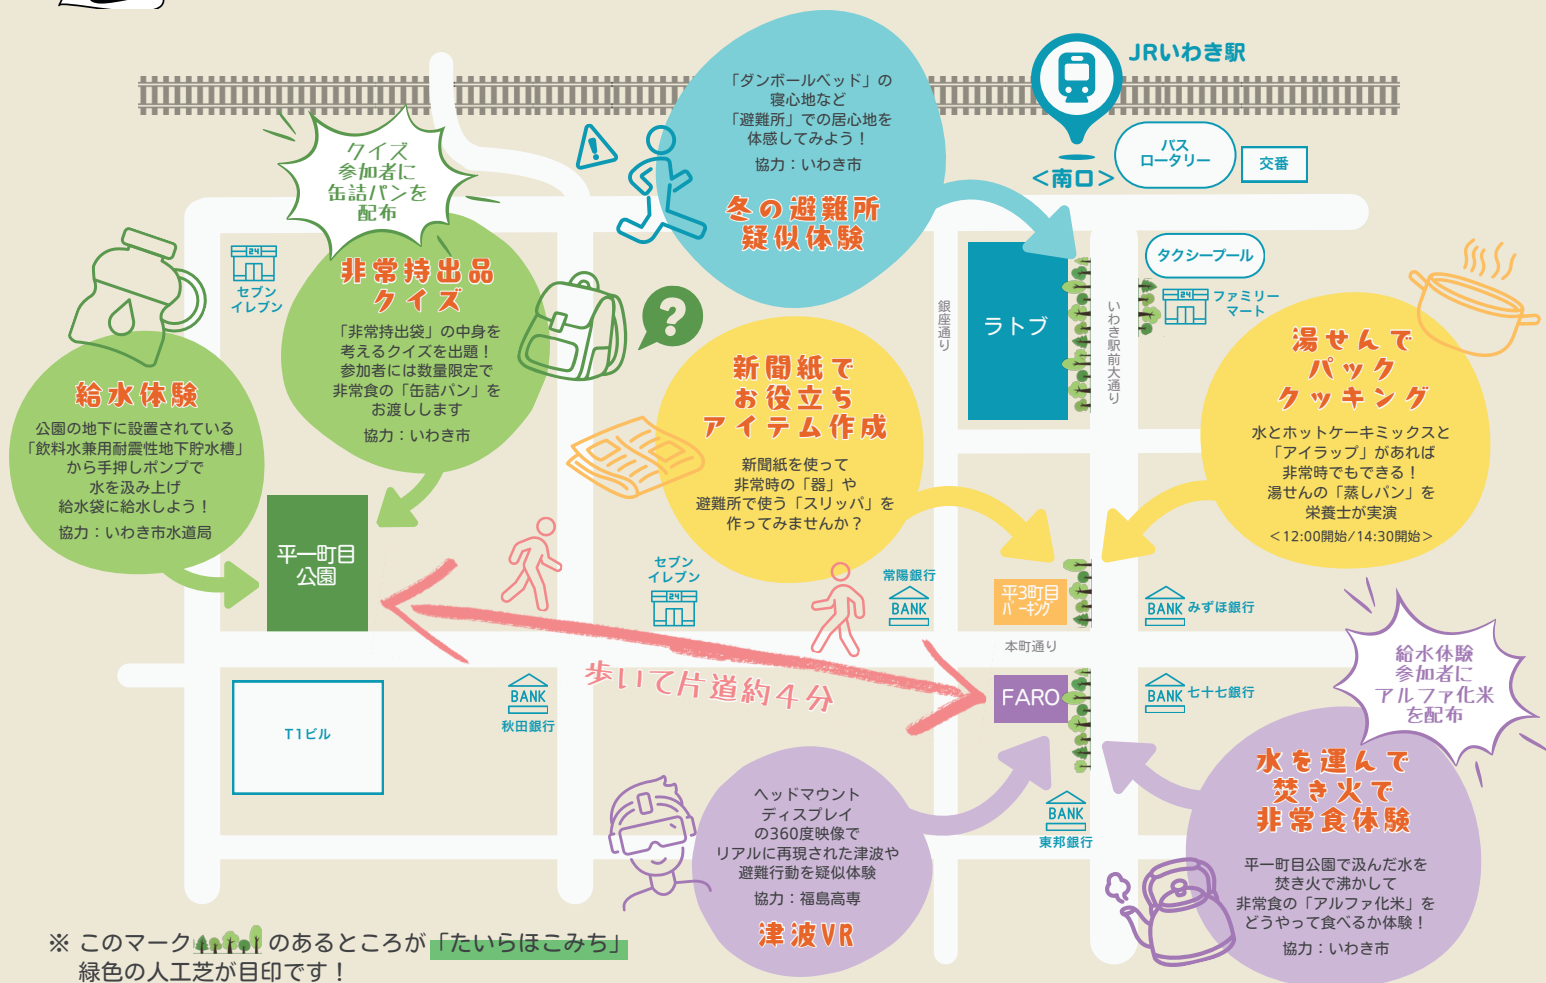 JRいわき駅
＜南口＞
バス
ロータリー
交番
「ダンボールベッド」の
寝心地など
「避難所」での居心地を
体感してみよう！
協力：いわき市
冬の避難所
疑似体験
クイズ
参加者に
缶詰パンを
配布
非常持出品
クイズ
「非常持出袋」の中身を
考えるクイズを出題！
参加者には数量限定で
非常食の「缶詰パン」を
お渡しします
協力：いわき市
24
セブン
イレブン
?
給水体験
公園の地下に設置されている
「飲料水兼用耐震性地下貯水槽」
から手押しポンプで
水を汲み上げ
給水袋に給水しよう！
協力：いわき市水道局
平一町目
公園
新聞紙で
お役立ち
アイテム作成
新聞紙を使って
非常時の「器」や
避難所で使う「スリッパ」を
作ってみませんか？
銀座通り
ラトブ
いわき駅前大通り
タクシープール
24
ファミリー
マート
湯せんで
パック
クッキング
水とホットケーキミックスと
「アイラップ」があれば
非常時でもできる！
湯せんの「蒸しパン」を
栄養士が実演
＜12:00開始/14:30開始＞
セブン
イレブン
24
常陽銀行
BANK
平3町目
パーキング
BANK みずほ銀行
本町通り
歩いて片道約４分
FARO
BANK 七十七銀行
T1ビル
BANK
秋田銀行
BANK
東邦銀行
給水体験
参加者に
アルファ化米
を配布
水を運んで
焚き火で
非常食体験
平一町目公園で汲んだ水を
焚き火で沸かして
非常食の「アルファ化米」を
どうやって食べるか体験！
協力：いわき市
ヘッドマウント
ディスプレイ
の360度映像で
リアルに再現された津波や
避難行動を疑似体験
協力：福島高専
津波VR
※ このマーク のあるところが「たいらほこみち」
緑色の人工芝が目印です！